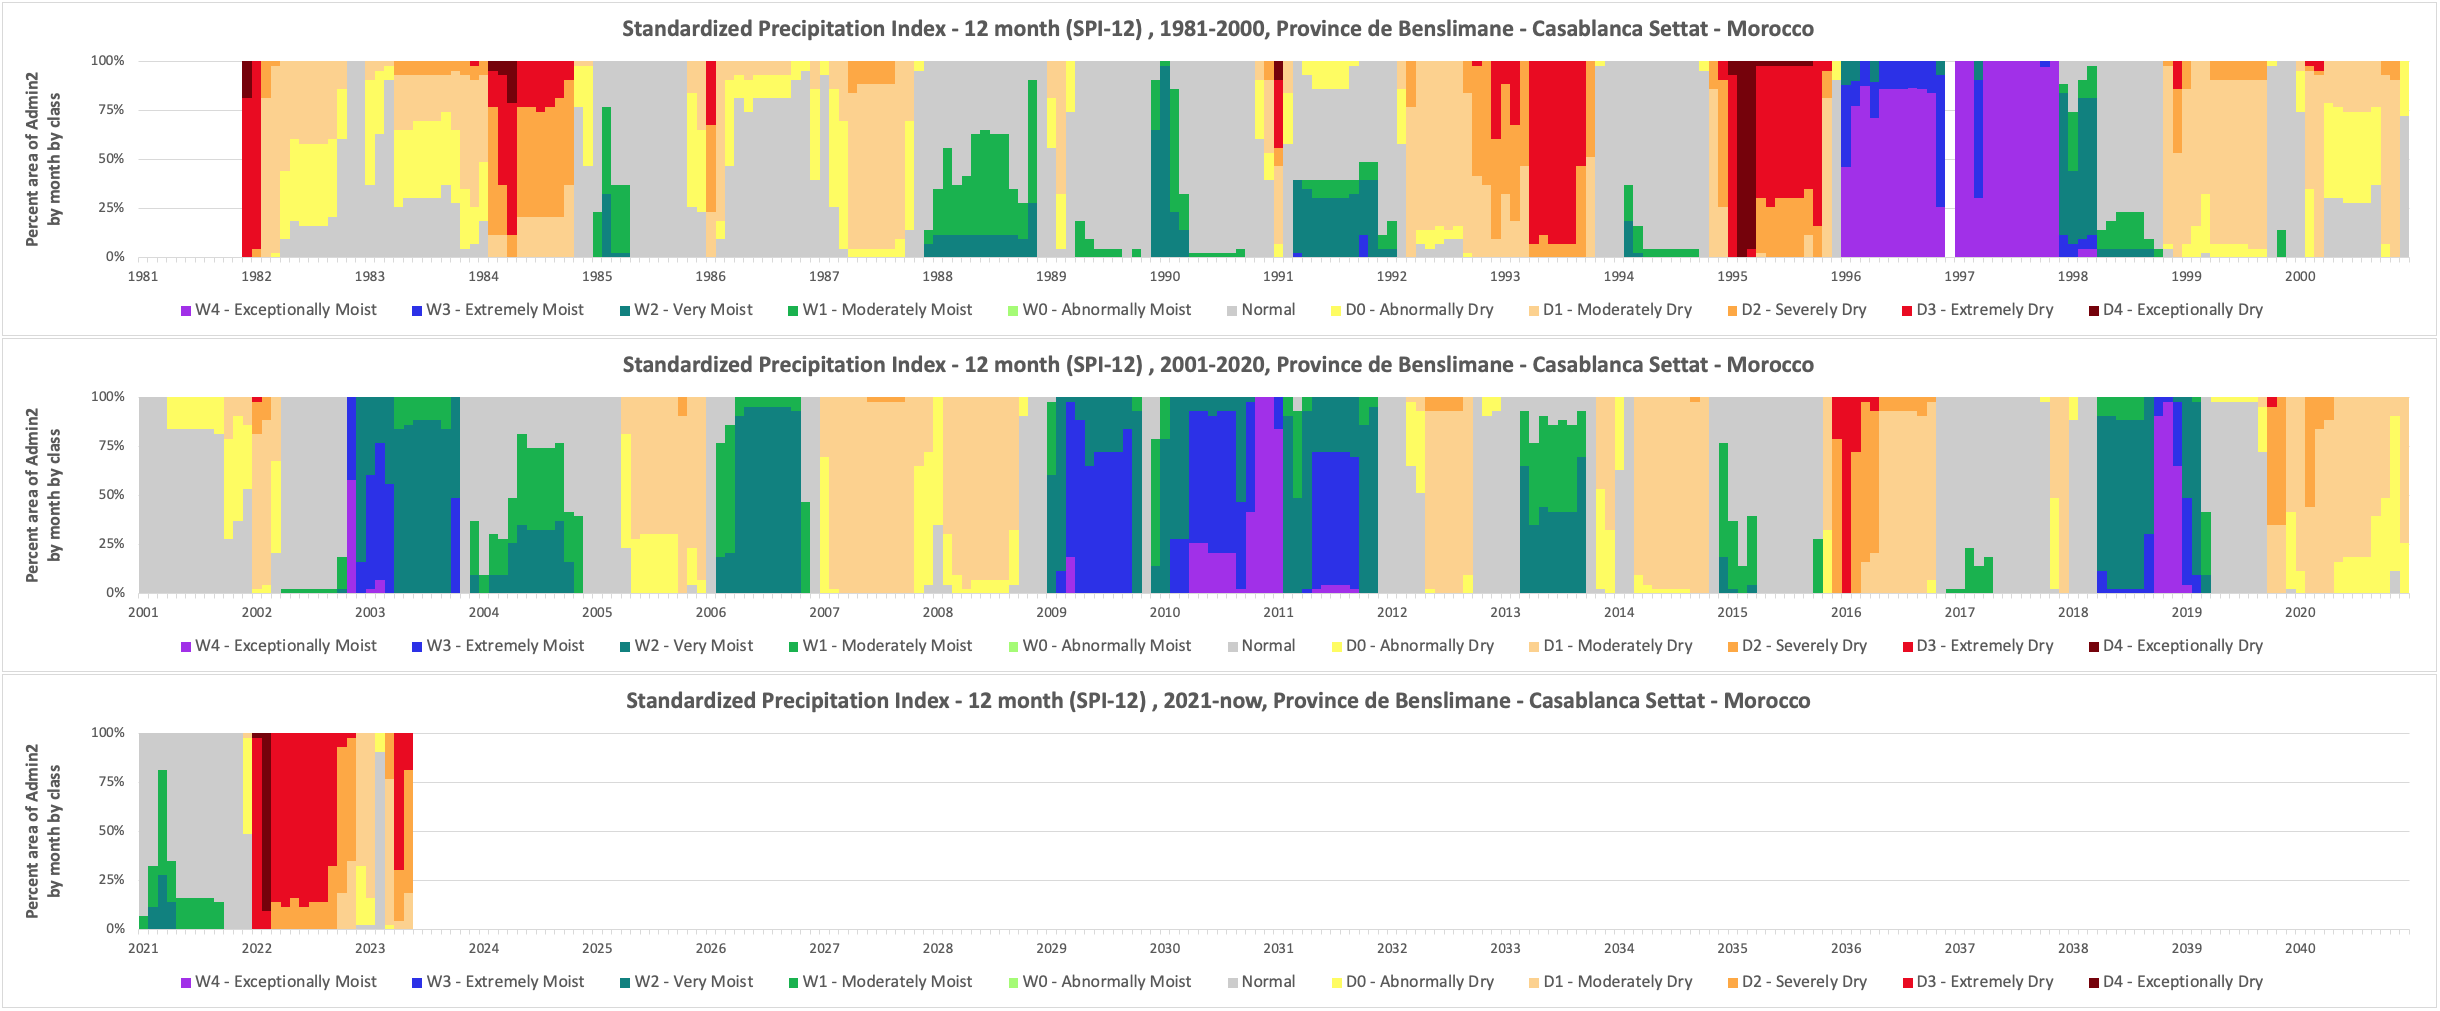 Standardized Precipitation Index - 12 month (SPI-12) , 1981-2000, Province de Benslimane - Casablanca Settat - Morocco
Percent area of Admin2
by month by class
100%
75%
50%
25%
0%
1981 1982 1983 1984 1985 1986 1987 1988 1989 1990 1991 1992 1993 1994 1995 1996 1997 1998 1999 2000
W4 - Exceptionally Moist W3 - Extremely Moist W2 - Very Moist W1 - Moderately Moist W0 - Abnormally Moist Normal D0 - Abnormally Dry D1 - Moderately Dry D2 - Severely Dry D3 - Extremely Dry D4 - Exceptionally Dry
Standardized Precipitation Index - 12 month (SPI-12) , 2001-2020, Province de Benslimane - Casablanca Settat - Morocco
Percent area of Admin2
by month by class
100%
75%
50%
25%
0%
2001 2002 2003 2004 2005 2006 2007 2008 2009 2010 2011 2012 2013 2014 2015 2016 2017 2018 2019 2020
W4 - Exceptionally Moist W3 - Extremely Moist W2 - Very Moist W1 - Moderately Moist W0 - Abnormally Moist Normal D0 - Abnormally Dry D1 - Moderately Dry D2 - Severely Dry D3 - Extremely Dry D4 - Exceptionally Dry
Standardized Precipitation Index - 12 month (SPI-12) , 2021-now, Province de Benslimane - Casablanca Settat - Morocco
Percent area of Admin2
by month by class
100%
75%
50%
25%
0%
2021 2022 2023 2024 2025 2026 2027 2028 2029 2030 2031 2032 2033 2034 2035 2036 2037 2038 2039 2040
W4 - Exceptionally Moist W3 - Extremely Moist W2 - Very Moist W1 - Moderately Moist W0 - Abnormally Moist Normal D0 - Abnormally Dry D1 - Moderately Dry D2 - Severely Dry D3 - Extremely Dry D4 - Exceptionally Dry